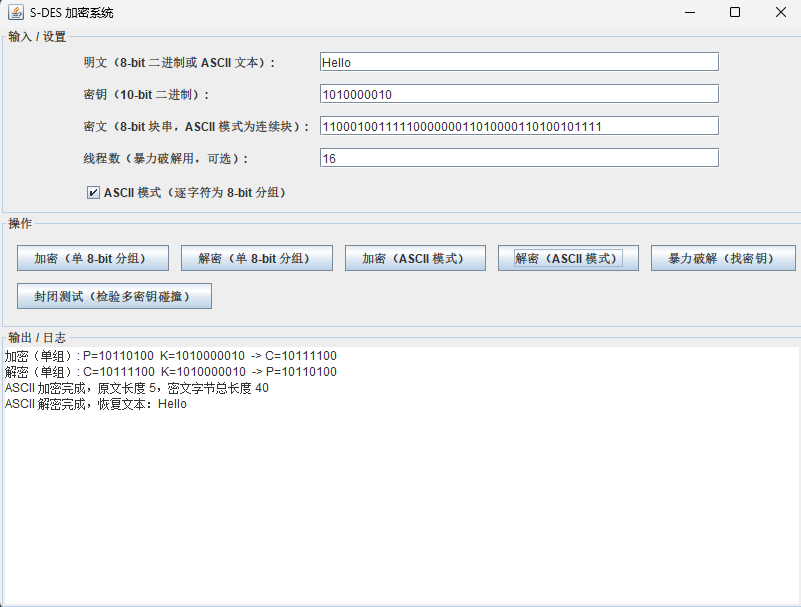 S-DES 加密系统
输入 / 设置
明文（8-bit 二进制或 ASCII 文本）： Hello
密钥（10-bit 二进制）： 1010000010
密文（8-bit 块串，ASCII 模式为连续块）： 1100010011111000000011010000110100101111
线程数（暴力破解用，可选）： 16
ASCII 模式（逐字符为 8-bit 分组）
操作
加密（单 8-bit 分组） 解密（单 8-bit 分组） 加密（ASCII 模式） 解密（ASCII 模式） 暴力破解（找密钥）
封闭测试（检验多密钥碰撞）
输出 / 日志
加密（单组）: P=10110100 K=1010000010 -> C=10111100
解密（单组）: C=10111100 K=1010000010 -> P=10110100
ASCII 加密完成，原文长度 5，密文字节总长度 40
ASCII 解密完成，恢复文本：Hello